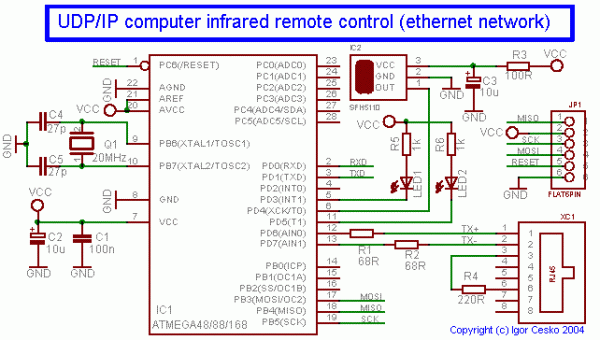 UDP/IP computer infrared remote control (ethernet network)
RESET 1 PC6(/RESET)
22 AGND
21 AREF
VCC 20 AVCC
C4
27p
GND
Q1
20MHz
C5
27p
9 PB6(XTAL1/TOSC1)
10 PB7(XTAL2/TOSC2)
8 GND
GND
7 VCC
VCC
C2
10u
C1
100n
GND GND
IC1
ATMEGA48/88/168
PC0(ADC0) 23
PC1(ADC1) 24
PC2(ADC2) 25
PC3(ADC3) 26
PC4(ADC4/SDA) 27
PC5(ADC5/SCL) 28
PD0(RXD) 2 RXD
PD1(TXD) 3 TXD
PD2(INT0) 4
PD3(INT1) 5
PD4(XCK/T0) 6
PD5(T1) 11
PD6(AIN0) 12
PD7(AIN1) 13
PB0(ICP) 14
PB1(OC1A) 15
PB2(SS/OC1B) 16
PB3(MOSI/OC2) 17 MOSI
PB4(MISO) 18 MISO
PB5(SCK) 19 SCK
IC2
VCC 3
GND 2
OUT 1
SFH5110
GND
C3
10u
GND
R3
100R
VCC
VCC
R5
1k
LED1
R6
1k
LED2
R1
68R
R2
68R
TX+
TX-
R4
220R
JP1
MISO 1
VCC 2
SCK 3
MOSI 4
RESET 5
GND 6
FLAT6PIN
XC1
1
2
3
4
5
6
7
8
RJ45
Copyright (c) Igor Cesko 2004